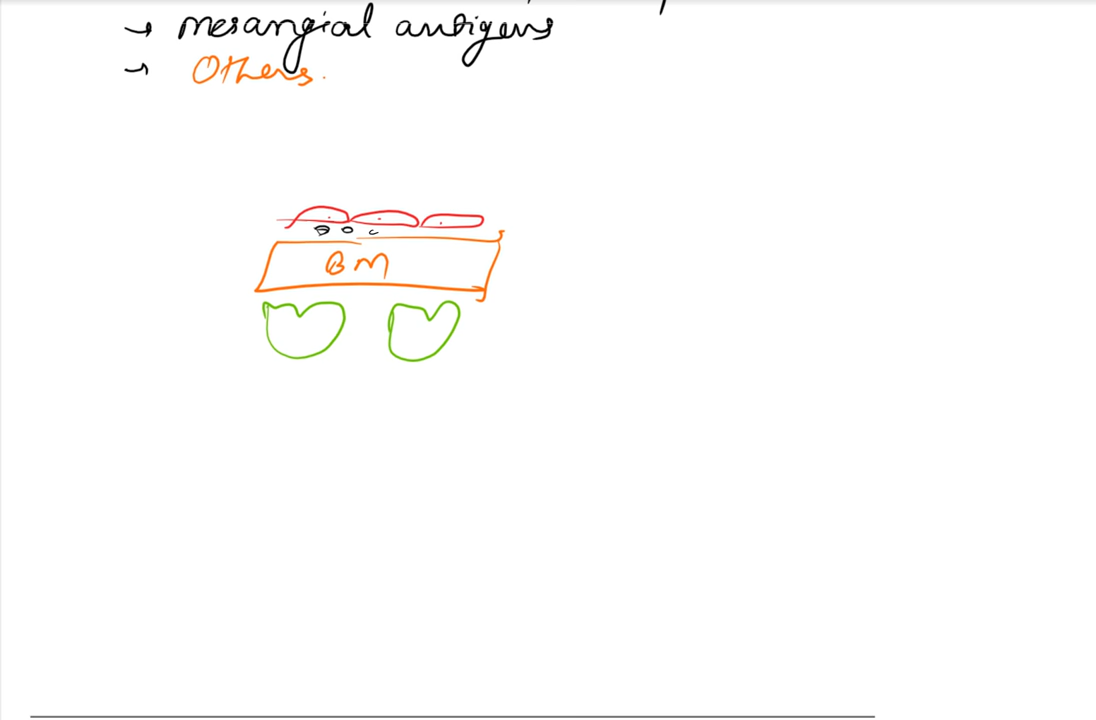 → mesangial antigens
→ Others.
BM